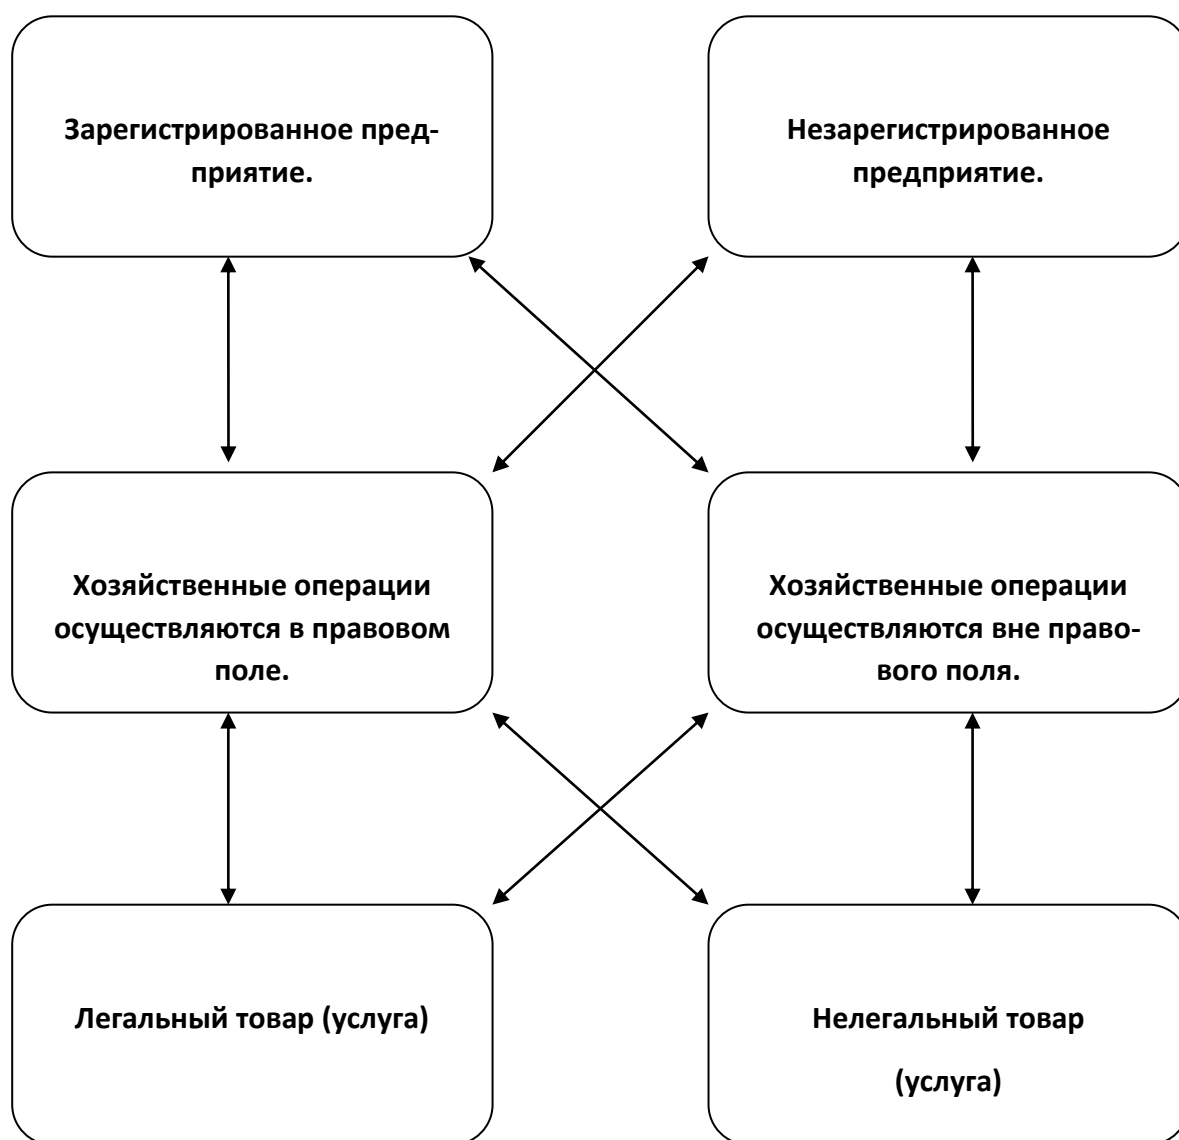 Зарегистрированное пред-
приятие.
Незарегистрированное
предприятие.
Хозяйственные операции
осуществляются в правовом
поле.
Хозяйственные операции
осуществляются вне право-
вого поля.
Легальный товар (услуга)
Нелегальный товар
(услуга)